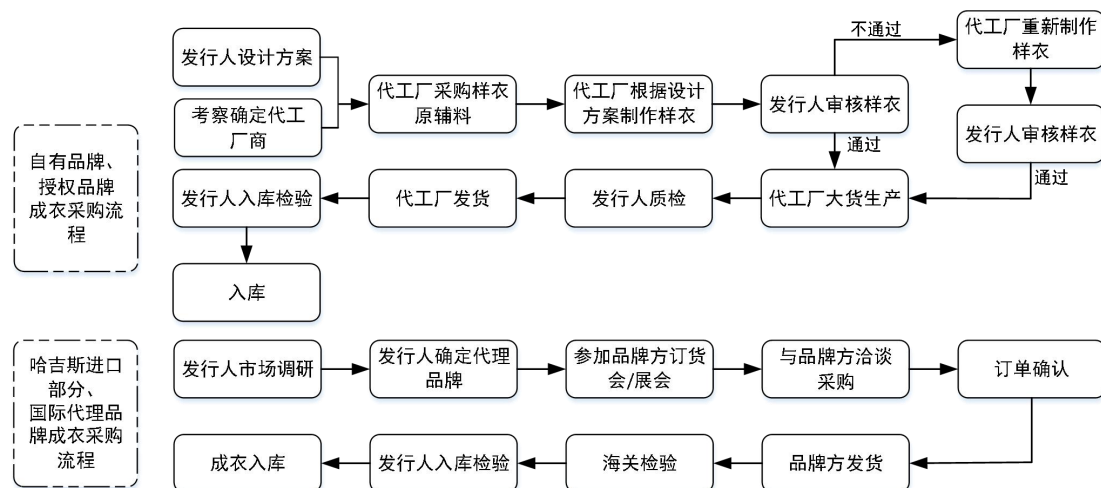 自有品牌、
授权品牌
成衣采购流
程
发行人设计方案
考察确定代工
厂商
代工厂采购样衣
原辅料
代工厂根据设计
方案制作样衣
发行人审核样衣
不通过
代工厂重新制作
样衣
发行人审核样衣
通过
通过
代工厂大货生产
发行人质检
代工厂发货
发行人入库检验
入库
哈吉斯进口
部分、
国际代理品
牌成衣采购
流程
发行人市场调研
发行人确定代理
品牌
参加品牌方订货
会/展会
与品牌方洽谈
采购
订单确认
品牌方发货
海关检验
发行人入库检验
成衣入库